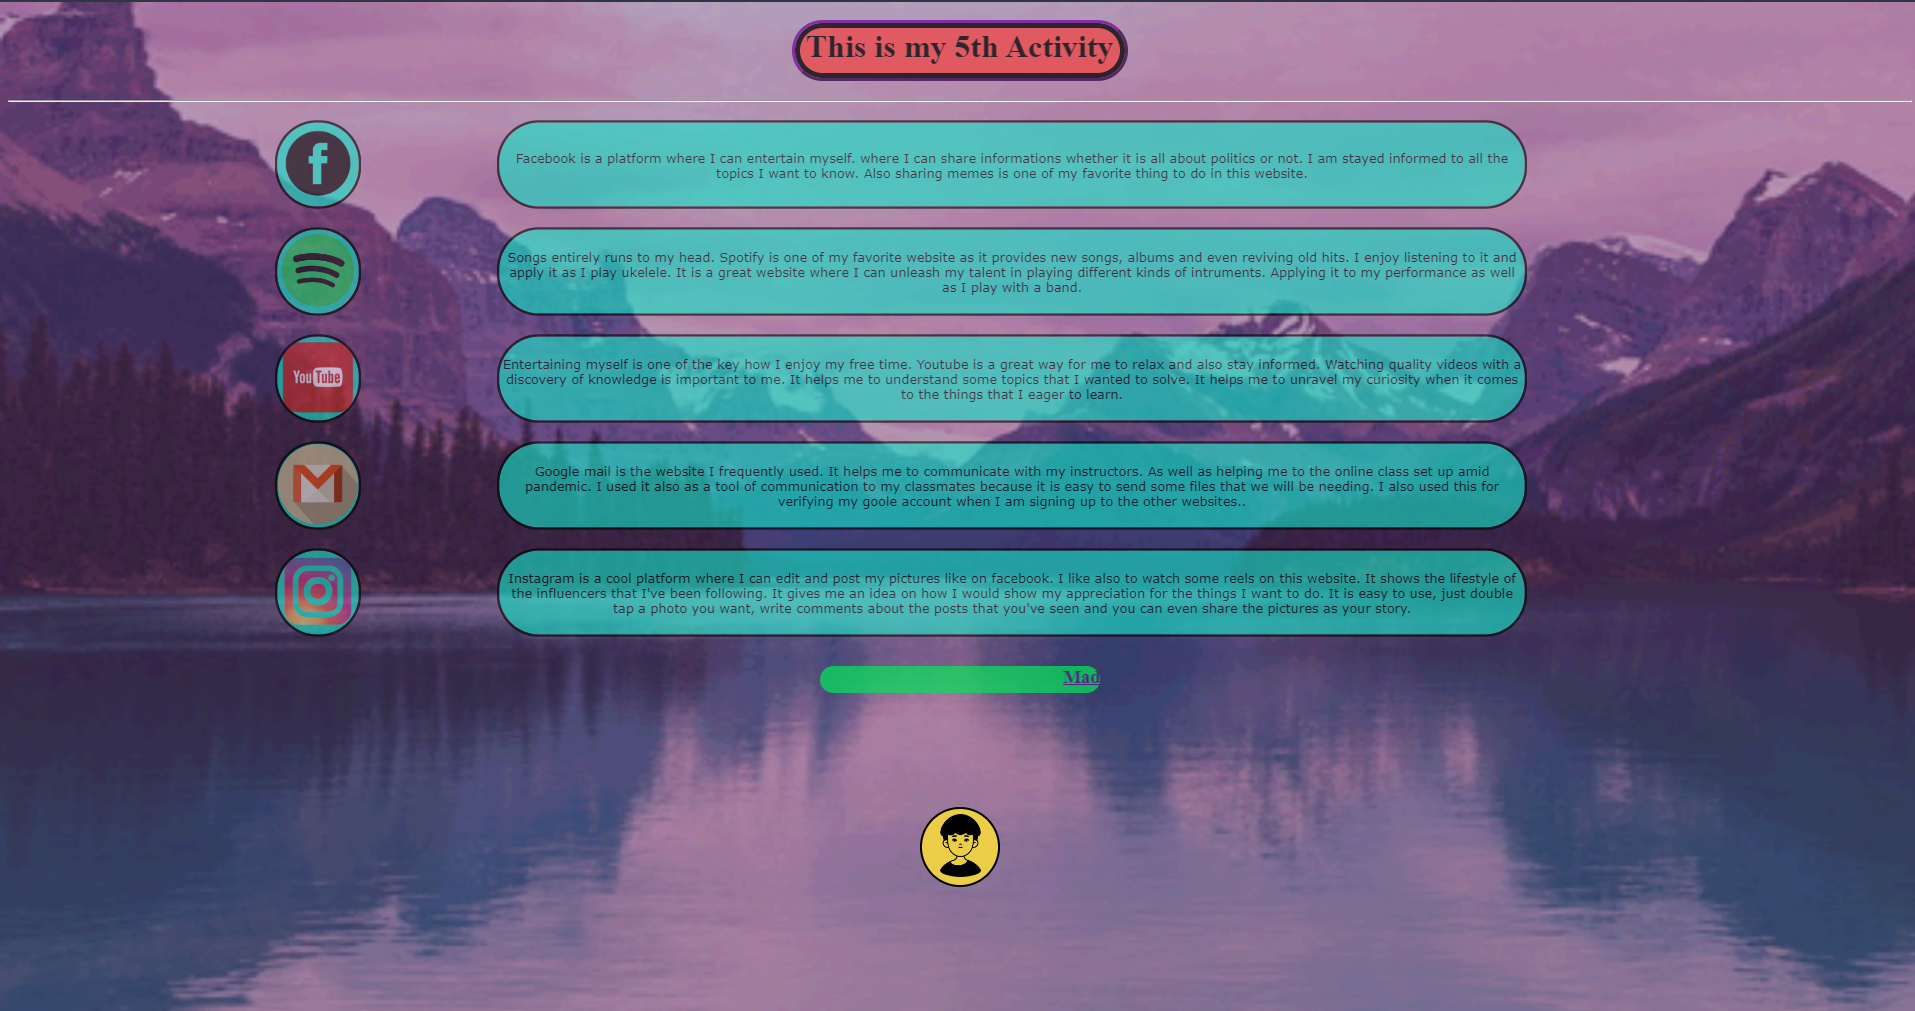 This is my 5th Activity
f
Facebook is a platform where I can entertain myself. where I can share informations whether it is all about politics or not. I am stayed informed to all the
topics I want to know. Also sharing memes is one of my favorite thing to do in this website.
Songs entirely runs to my head. Spotify is one of my favorite website as it provides new songs, albums and even reviving old hits. I enjoy listening to it and
apply it as I play ukelele. It is a great website where I can unleash my talent in playing different kinds of intruments. Applying it to my performance as well
as I play with a band.
YouTube
Entertaining myself is one of the key how I enjoy my free time. Youtube is a great way for me to relax and also stay informed. Watching quality videos with a
discovery of knowledge is important to me. It helps me to understand some topics that I wanted to solve. It helps me to unravel my curiosity when it comes
to the things that I eager to learn.
Google mail is the website I frequently used. It helps me to communicate with my instructors. As well as helping me to the online class set up amid
pandemic. I used it also as a tool of communication to my classmates because it is easy to send some files that we will be needing. I also used this for
verifying my goole account when I am signing up to the other websites..
Instagram is a cool platform where I can edit and post my pictures like on facebook. I like also to watch some reels on this website. It shows the lifestyle of
the influencers that I've been following. It gives me an idea on how I would show my appreciation for the things I want to do. It is easy to use, just double
tap a photo you want, write comments about the posts that you've seen and you can even share the pictures as your story.
Mad